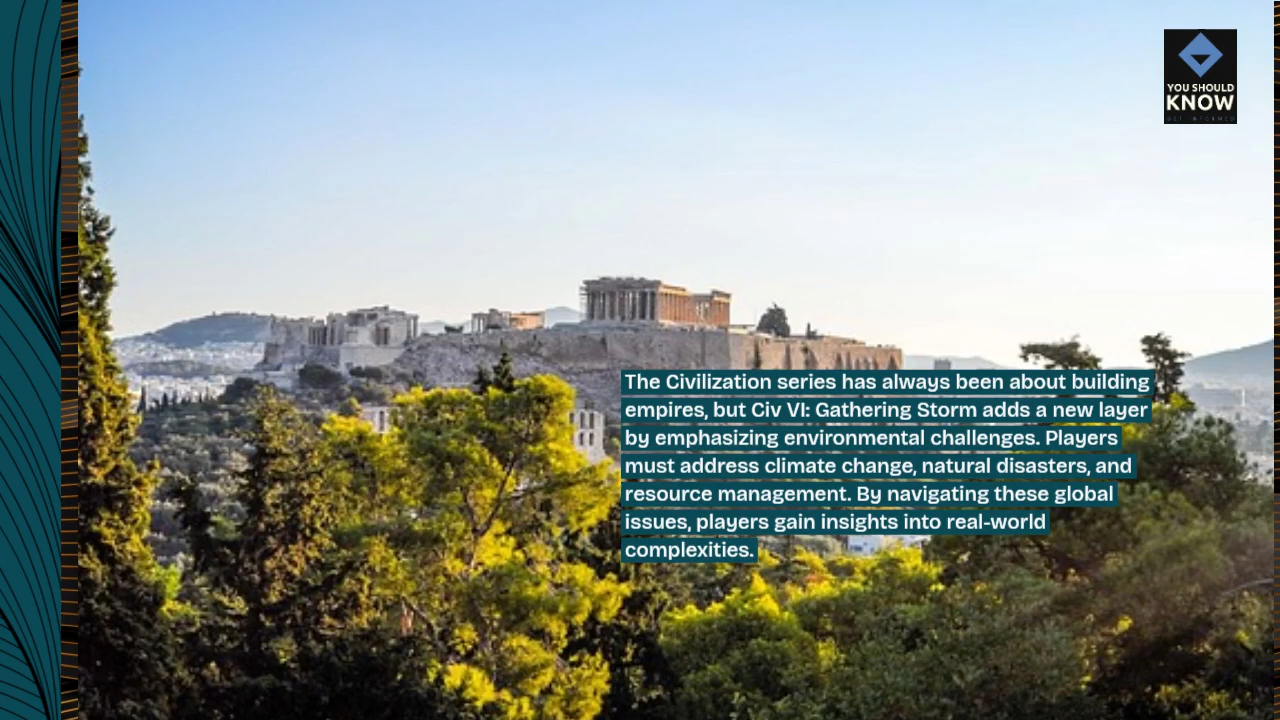 YOU SHOULD
KNOW
GET INFORMED
The Civilization series has always been about building
empires, but Civ VI: Gathering Storm adds a new layer
by emphasizing environmental challenges. Players
must address climate change, natural disasters, and
resource management. By navigating these global
issues, players gain insights into real-world
complexities.